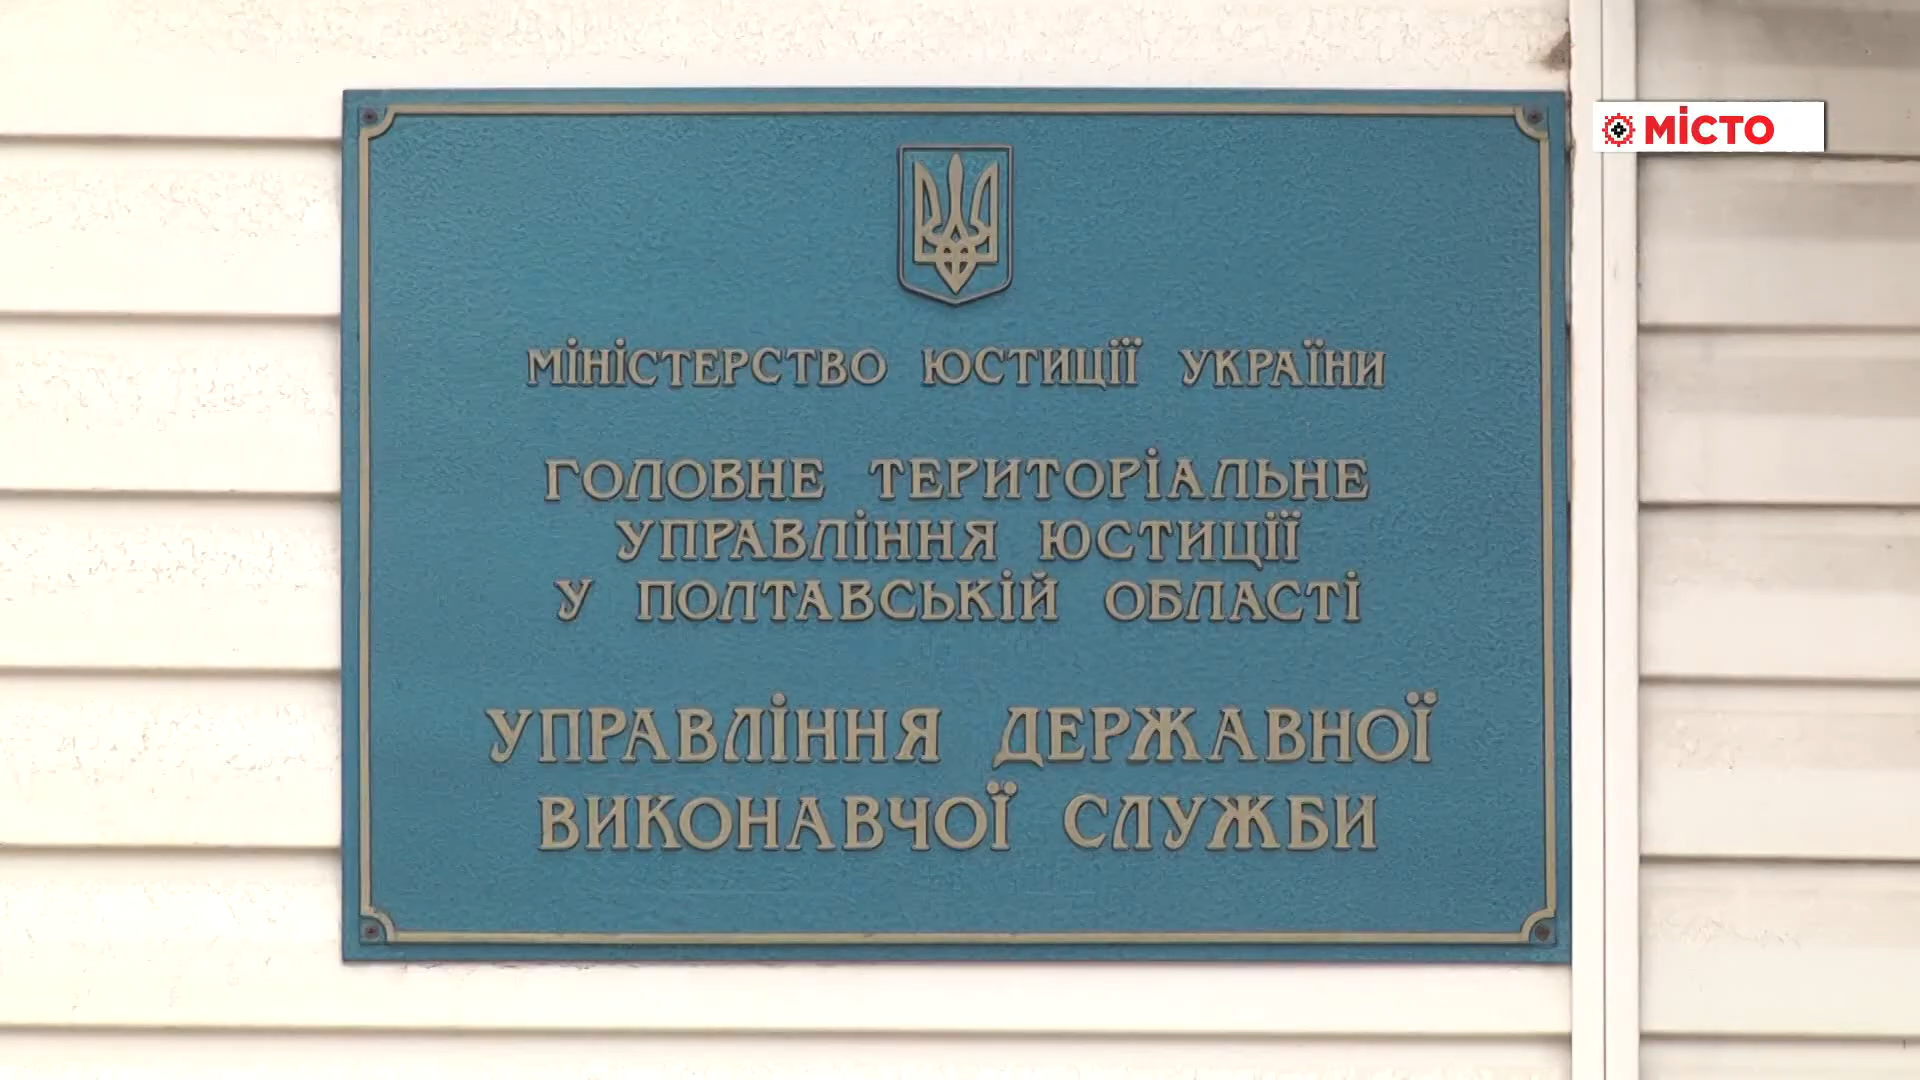 МІСТО
МІНІСТЕРСТВО ЮСТИЦІЇ УКРАЇНИ
ГОЛОВНЕ ТЕРИТОРІАЛЬНЕ
УПРАВЛІННЯ ЮСТИЦІЇ
У ПОЛТАВСЬКІЙ ОБЛАСТІ
УПРАВЛІННЯ ДЕРЖАВНОЇ
ВИКОНАВЧОЇ СЛУЖБИ